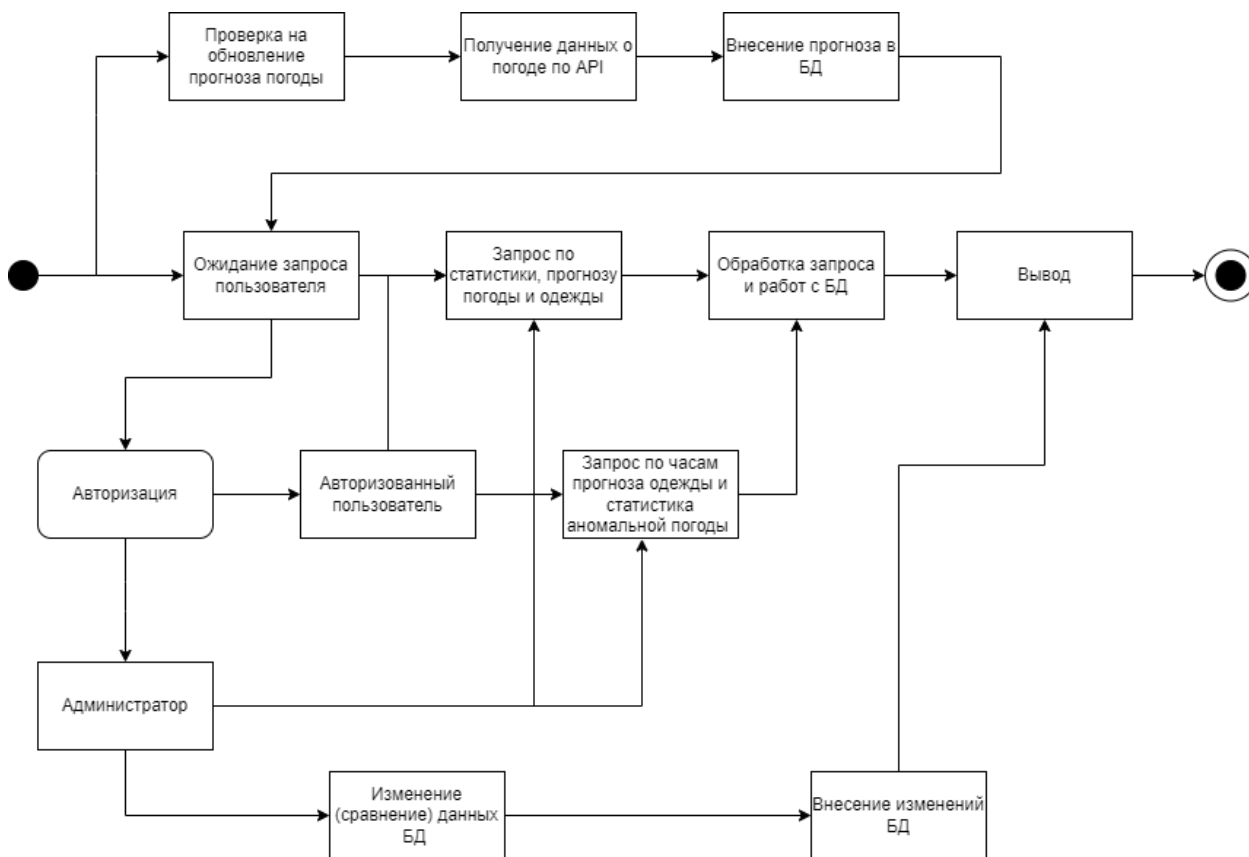 Проверка на
обновление
прогноза погоды
Получение данных о
погоде по API
Внесение прогноза в
БД
Ожидание запроса
пользователя
Запрос по
статистики, прогнозу
погоды и одежды
Обработка запроса
и работ с БД
Вывод
Авторизация
Авторизованный
пользователь
Запрос по часам
прогноза одежды и
статистика
аномальной погоды
Администратор
Изменение
(сравнение) данных
БД
Внесение изменений
БД